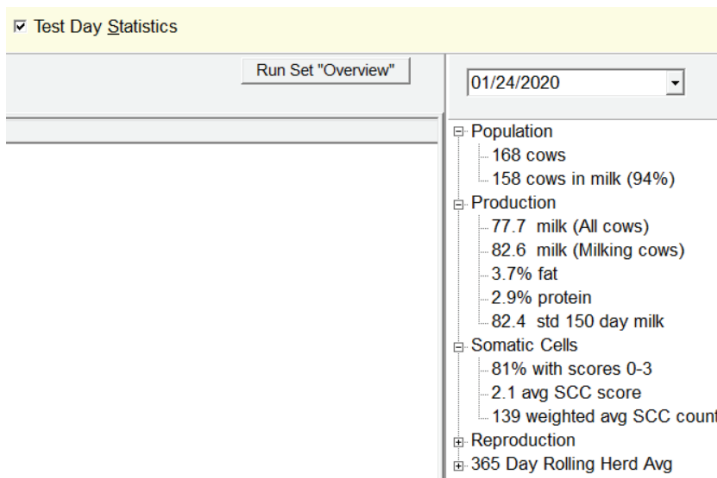 Test Day Statistics
Run Set "Overview"
01/24/2020
Population
168 cows
158 cows in milk (94%)
Production
77.7 milk (All cows)
82.6 milk (Milking cows)
3.7% fat
2.9% protein
82.4 std 150 day milk
Somatic Cells
81% with scores 0-3
2.1 avg SCC score
139 weighted avg SCC count
Reproduction
365 Day Rolling Herd Avg